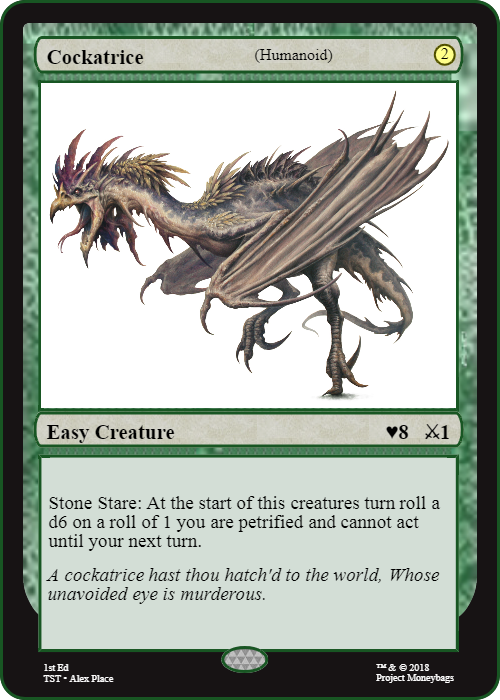 Cockatrice (Humanoid) 2
Easy Creature ♥8 ⚔1
Stone Stare: At the start of this creatures turn roll a
d6 on a roll of 1 you are petrified and cannot act
until your next turn.
A cockatrice hast thou hatch'd to the world, Whose
unavoided eye is murderous.
1st Ed
TST • Alex Place
™ & © 2018
Project Moneybags